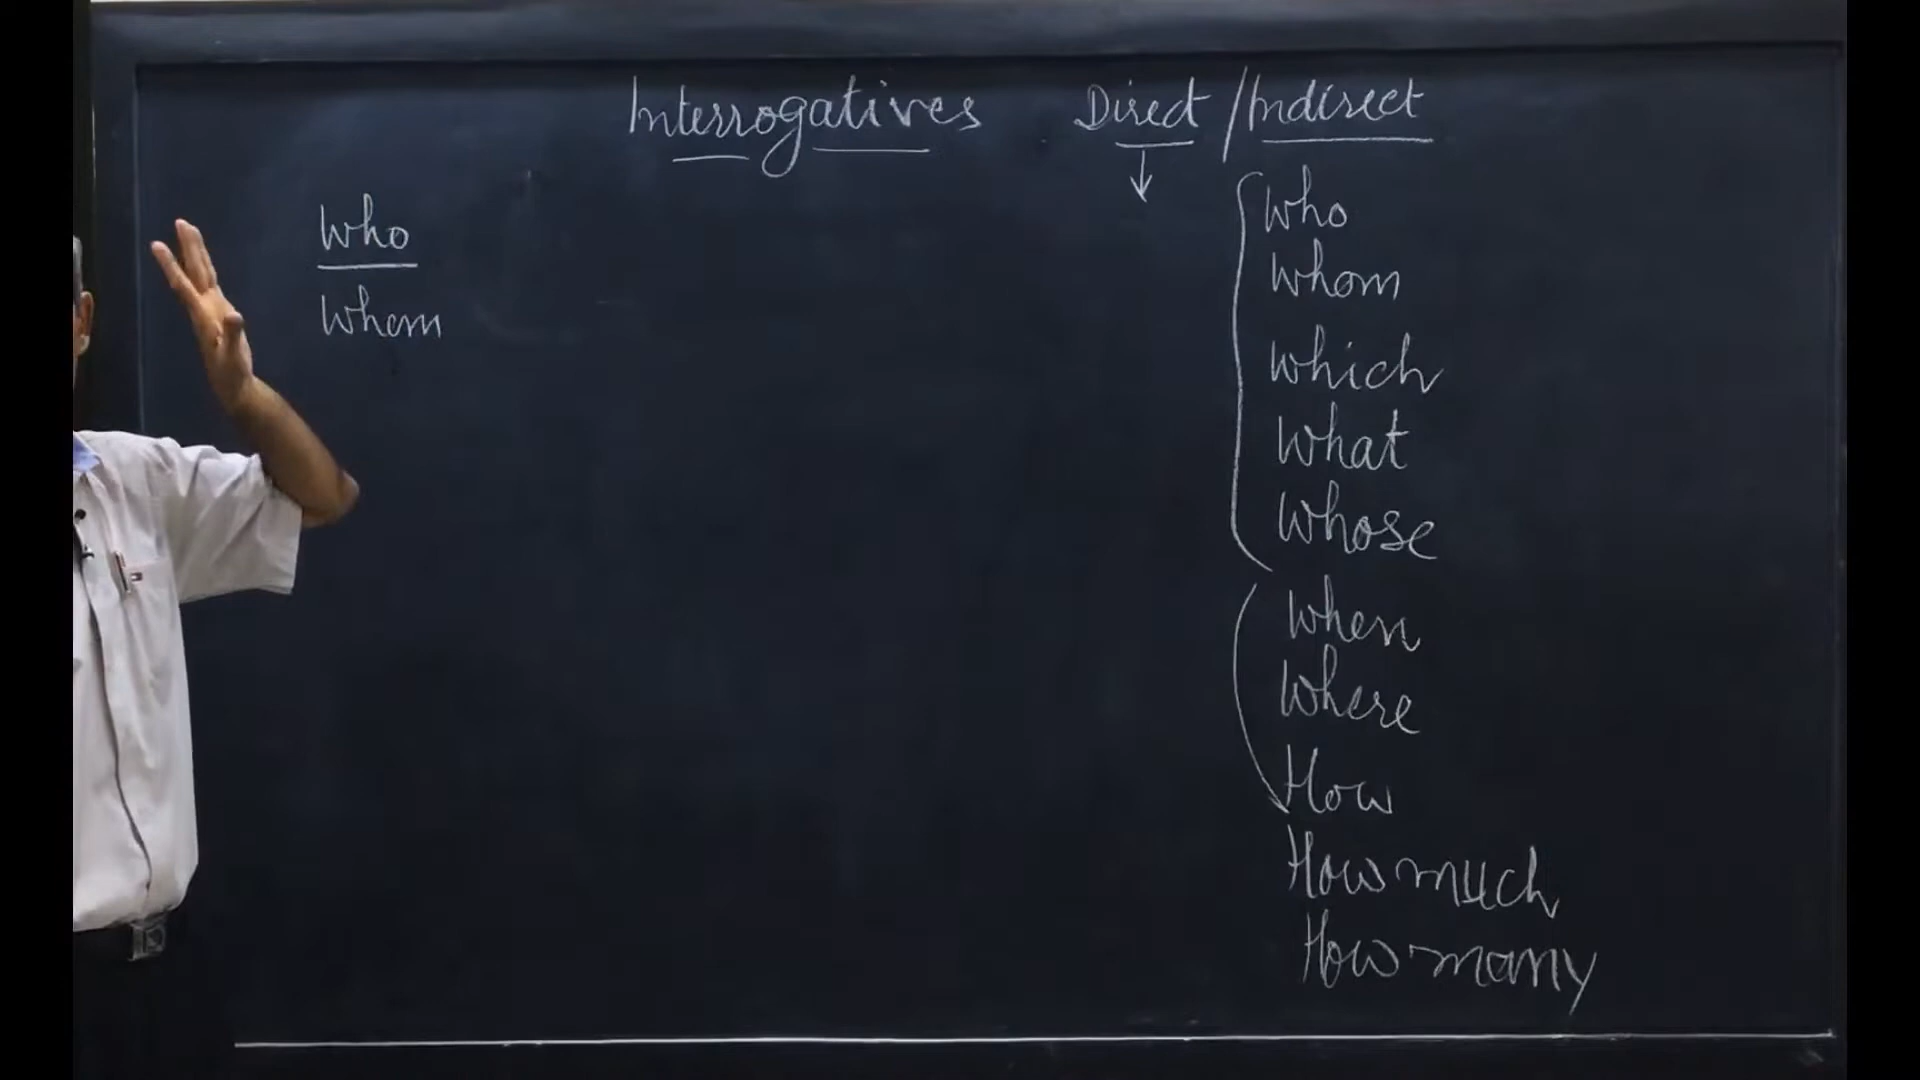 Interrogatives Direct / Indirect
Who
Whom
Who
Whom
Which
What
Whose
When
Where
How
How much
How many